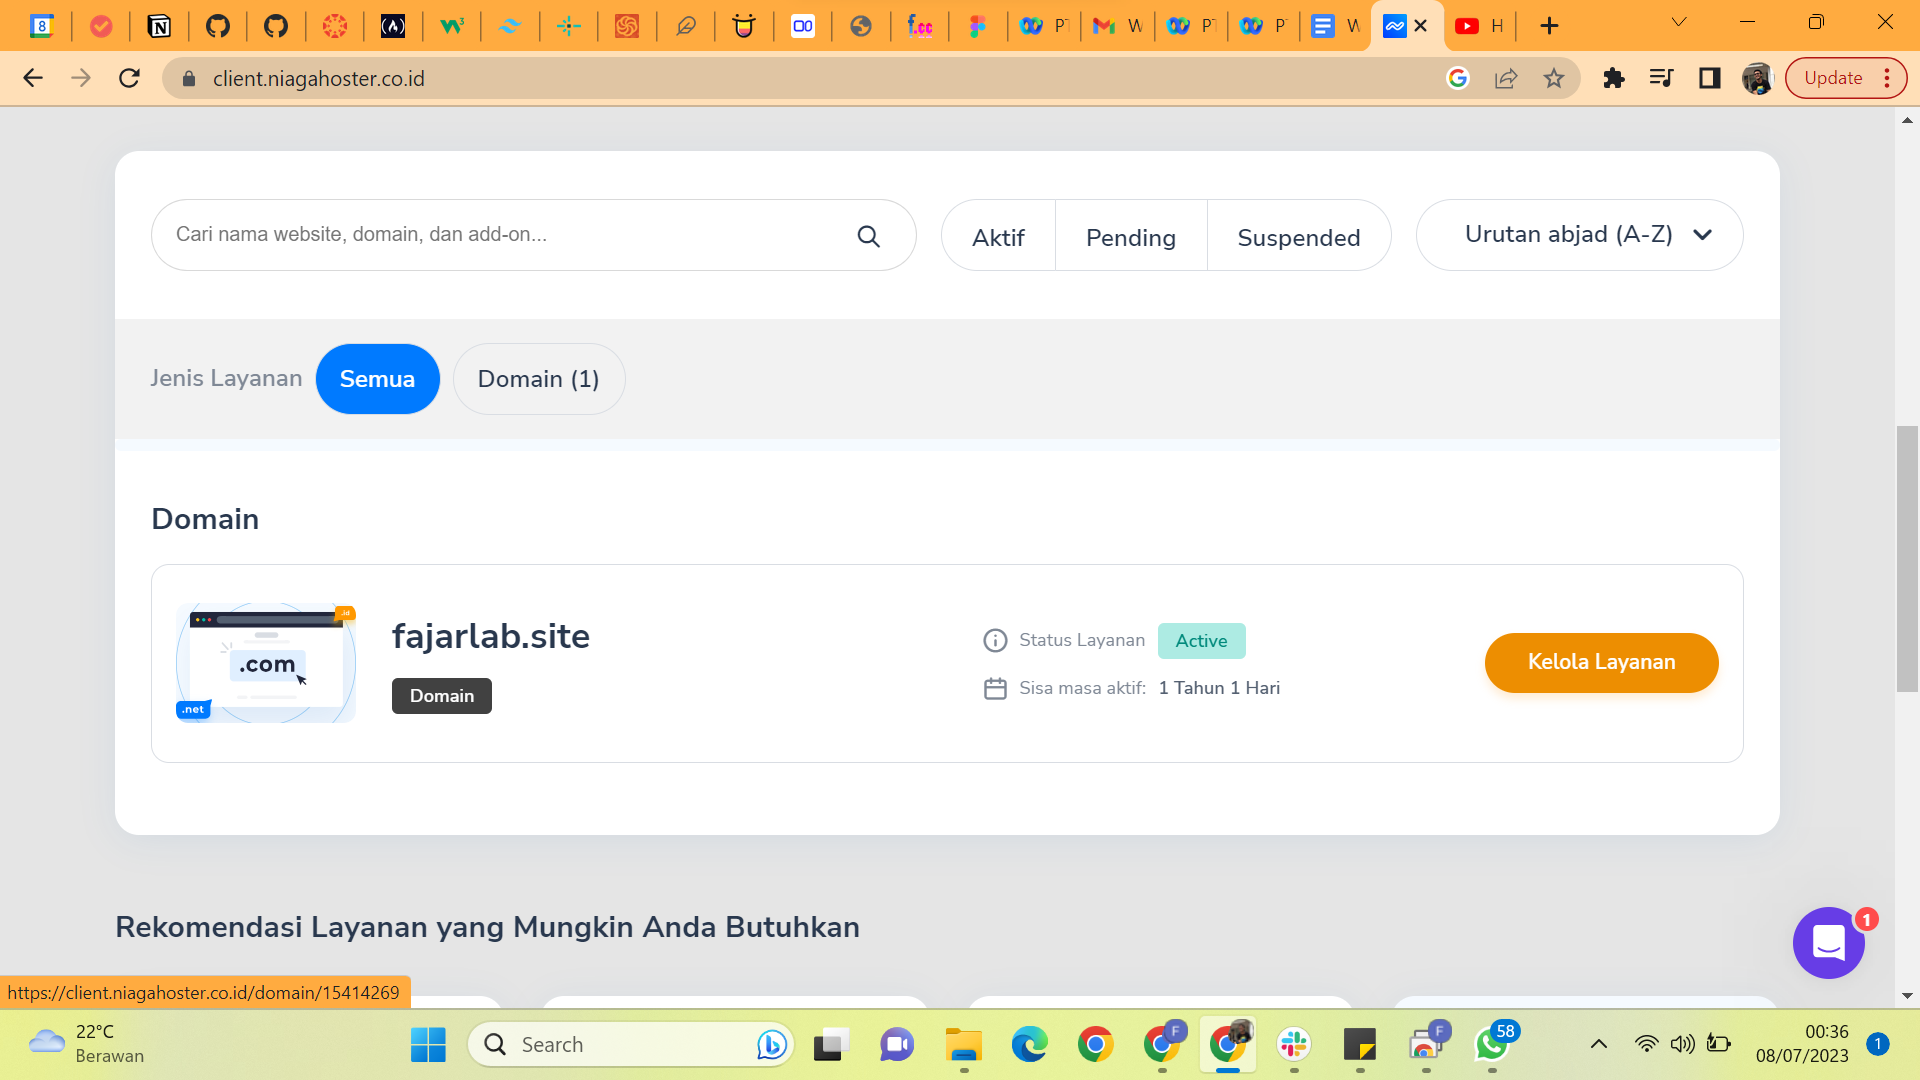 8
P
W
P
P
W
H
client.niagahoster.co.id
Update
Cari nama website, domain, dan add-on...
Aktif
Pending
Suspended
Urutan abjad (A-Z)
Jenis Layanan
Semua
Domain (1)
Domain
.id
.com
.net
fajarlab.site
Domain
Status Layanan
Active
Sisa masa aktif: 1 Tahun 1 Hari
Kelola Layanan
Rekomendasi Layanan yang Mungkin Anda Butuhkan
1
https://client.niagahoster.co.id/domain/15414269
22°C
Berawan
Search
F
F
58
00:36
08/07/2023
1